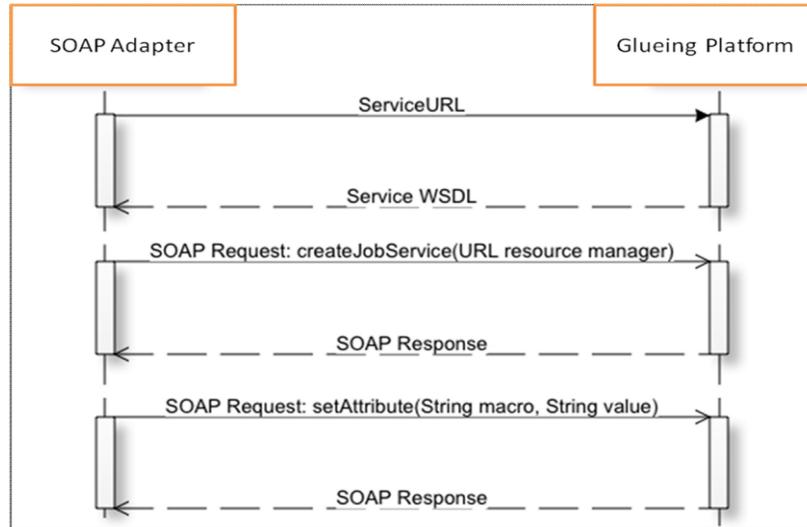 SOAP Adapter
Glueing Platform
ServiceURL
Service WSDL
SOAP Request: createJobService(URL resource manager)
SOAP Response
SOAP Request: setAttribute(String macro, String value)
SOAP Response